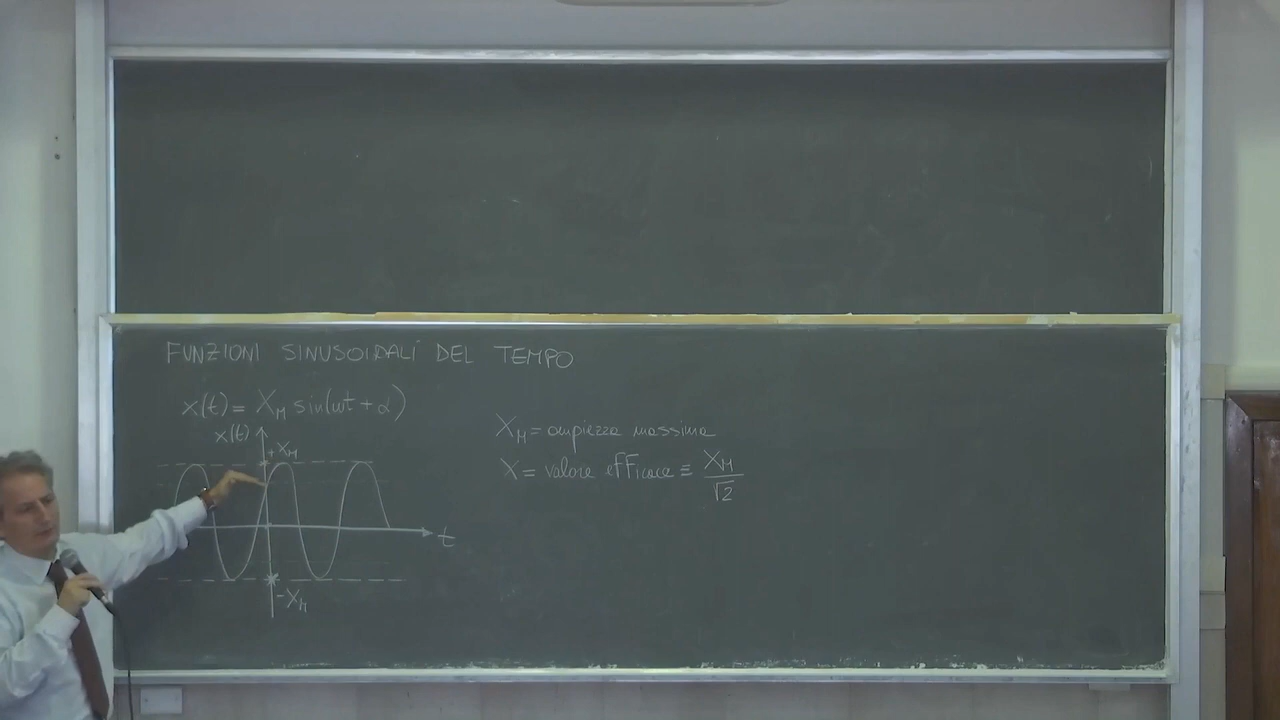 FUNZIONI SINUSOIDALI DEL TEMPO
x(t) = X_M sin(ωt + α)
x(t)
+ X_M
t
- X_M
X_M = ampiezza massima
X = valore efficace ≡ X_M / √2